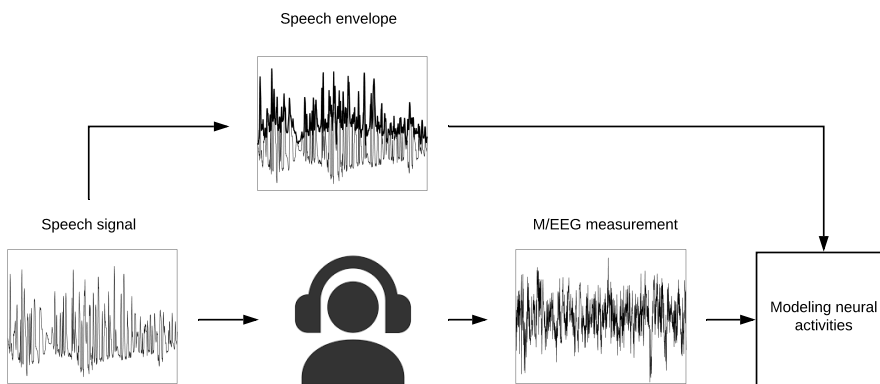 Speech envelope
Speech signal
M/EEG measurement
Modeling neural
activities